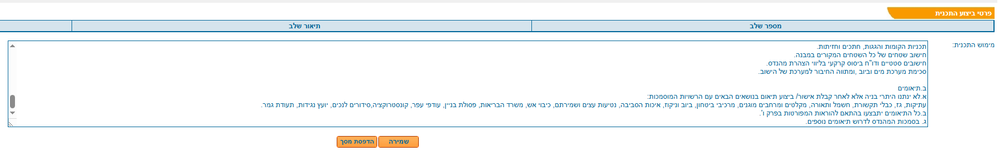 פרטי ביצוע התכנית
מספר שלב
תיאור שלב
מימוש התכנית:
תכניות הקומות והגגות, חתכים וחזיתות.
חישוב שטחים של כל השטחים המקורים במבנה.
חישובים סטטיים ודו"ח ביסוס קרקעי בליווי הצהרת מהנדס.
סכימת מערכת מים וביוב ,ומתווה החיבור למערכת של הישוב.
ב.תיאומים
א.לא ינתנו היתרי בניה אלא לאחר קבלת אישור/ ביצוע תיאום בנושאים הבאים עם הרשויות המוסמכות:
עתיקות, גז, כבלי תקשורת, חשמל ותאורה, מקלטים ומרחבים מוגנים, מרכיבי ביטחון, ביוב וניקוז, איכות הסביבה, נטיעות עצים ושמירתם, כיבוי אש, משרד הבריאות, פסולת בניין, עודפי עפר, קונסטרוקציה,סידורים לנכים, יועץ נגידות, תעודת גמר.
ב.כל התיאומים יתבצעו בהתאם להוראות המפורטות בפרק ו'.
ג. בסמכות המהנדס לדרוש תיאומים נוספים.
שמירה
הדפסת מסך